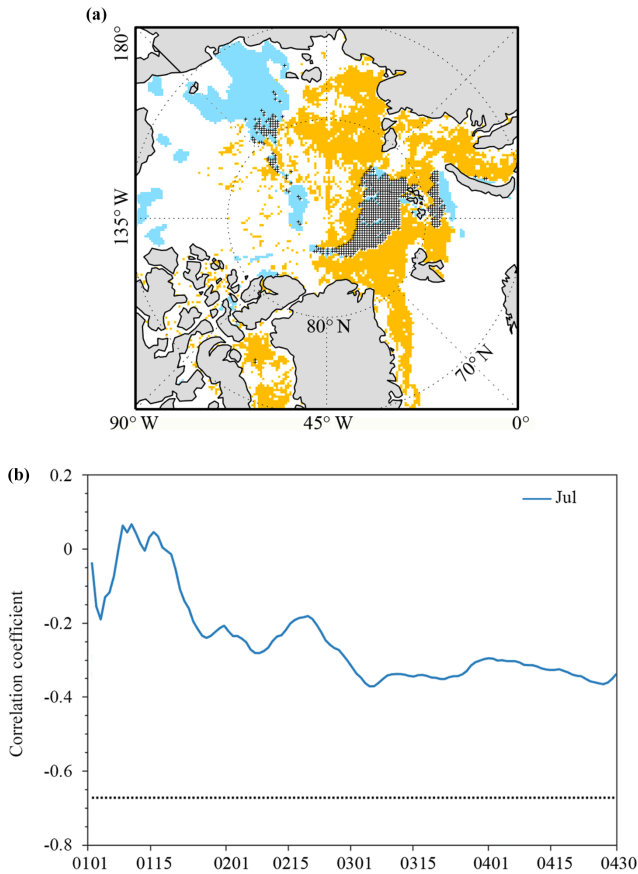 (a)
180°
135° W
80° N
70° N
90° W 45° W 0°
(b)
0.2
Jul
0
-0.2
Correlation coefficient
-0.4
-0.6
-0.8
0101 0115 0201 0215 0301 0315 0401 0415 0430